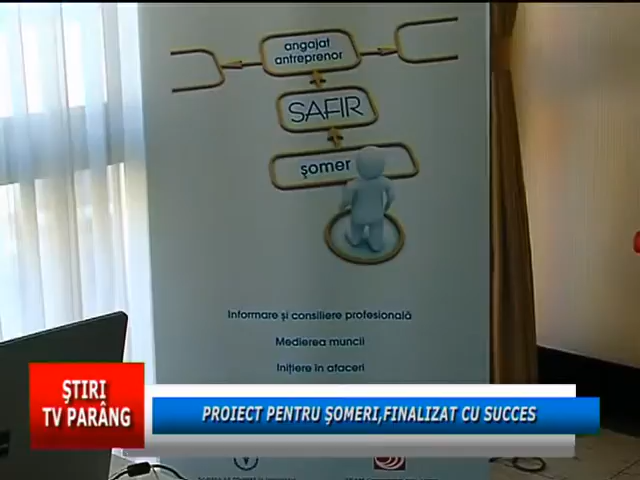 angajat
antreprenor
SAFIR
şomer
Informare şi consiliere profesională
Medierea muncii
Iniţiere în afaceri
ŞTIRI
TV PARÂNG
PROIECT PENTRU ŞOMERI,FINALIZAT CU SUCCES